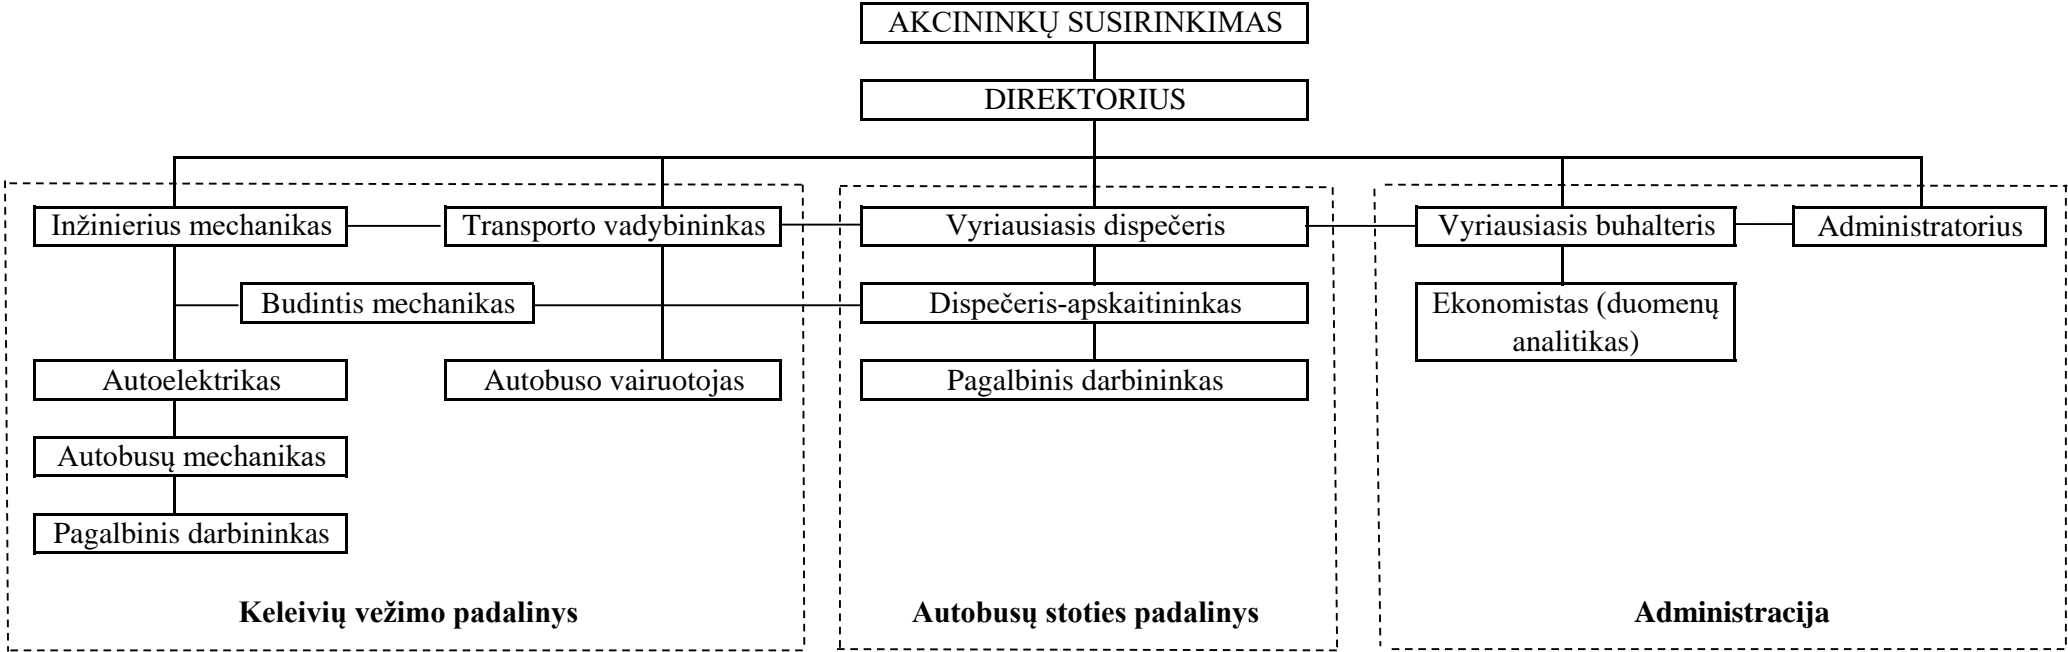 AKCININKŲ SUSIRINKIMAS
DIREKTORIUS
Inžinierius mechanikas
Transporto vadybininkas
Vyriausiasis dispečeris
Vyriausiasis buhalteris
Administratorius
Budintis mechanikas
Dispečeris-apskaitininkas
Ekonomistas (duomenų
analitikas)
Autoelektrikas
Autobuso vairuotojas
Pagalbinis darbininkas
Autobusų mechanikas
Pagalbinis darbininkas
Keleivių vežimo padalinys
Autobusų stoties padalinys
Administracija